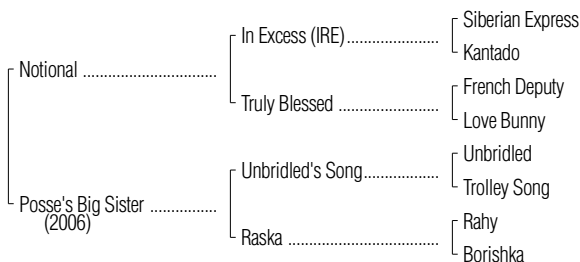 Siberian Express
In Excess (IRE)....................
Kantado
Notional .............................
French Deputy
Truly Blessed ......................
Love Bunny
Unbridled
Unbridled's Song.................
Trolley Song
Posse's Big Sister ..............
(2006)
Rahy
Raska .................................
Borishka